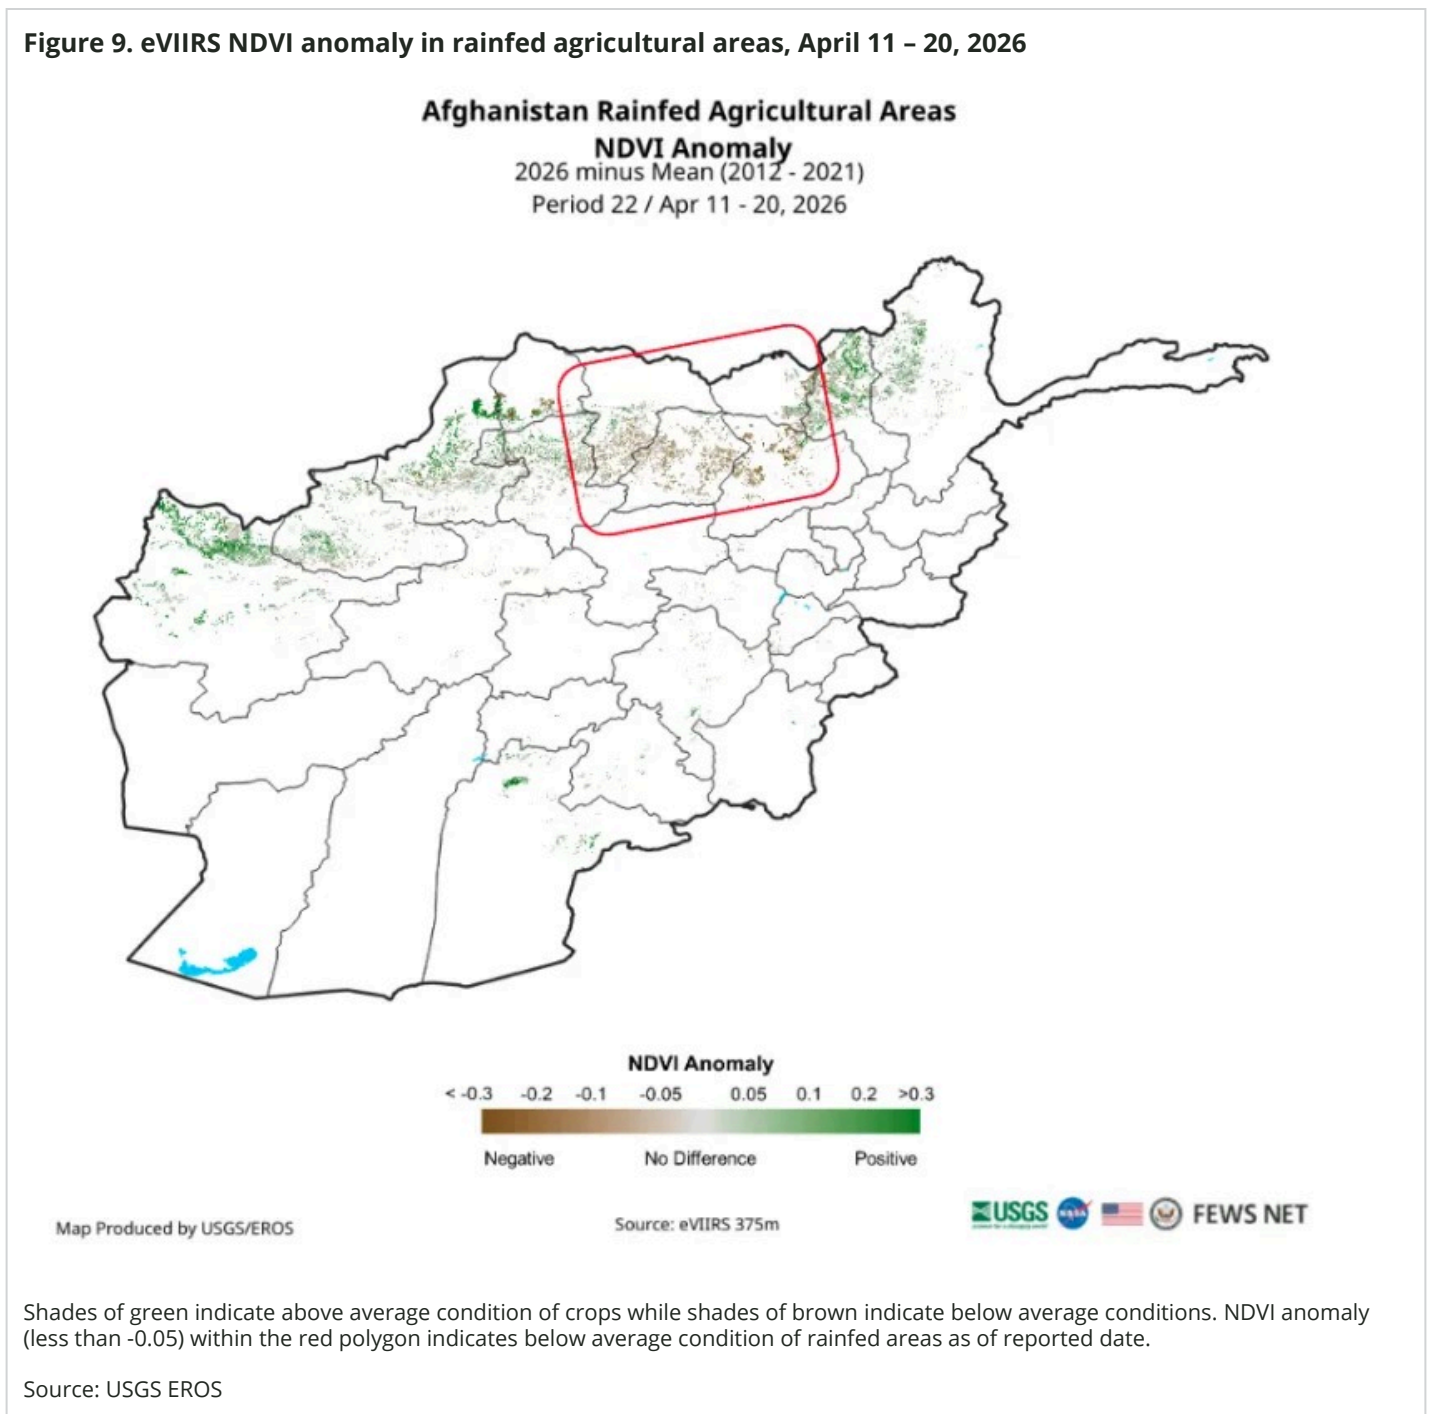 Figure 9. eVIIRS NDVI anomaly in rainfed agricultural areas, April 11 – 20, 2026
Afghanistan Rainfed Agricultural Areas
NDVI Anomaly
2026 minus Mean (2012 - 2021)
Period 22 / Apr 11 - 20, 2026
NDVI Anomaly
< -0.3 -0.2 -0.1 -0.05 0.05 0.1 0.2 >0.3
Negative No Difference Positive
Map Produced by USGS/EROS
Source: eVIIRS 375m
USGS
NASA
FEWS NET
Shades of green indicate above average condition of crops while shades of brown indicate below average conditions. NDVI anomaly
(less than -0.05) within the red polygon indicates below average condition of rainfed areas as of reported date.
Source: USGS EROS